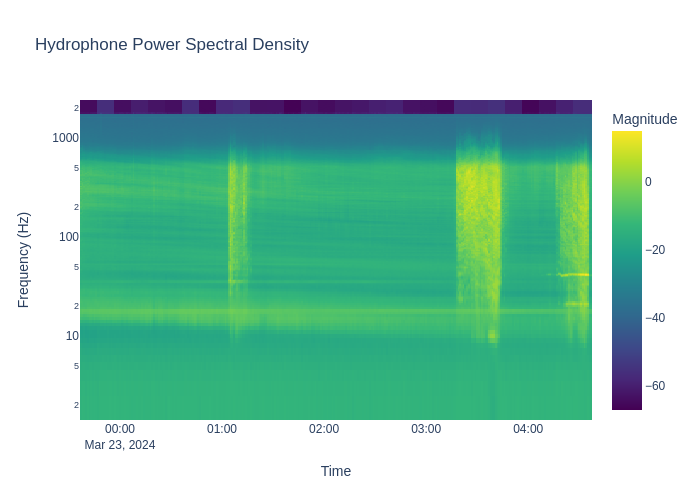 Hydrophone Power Spectral Density
Magnitude
2
1000
5
2
100
5
2
10
5
2
Frequency (Hz)
0
−20
−40
−60
00:00 01:00 02:00 03:00 04:00
Mar 23, 2024
Time